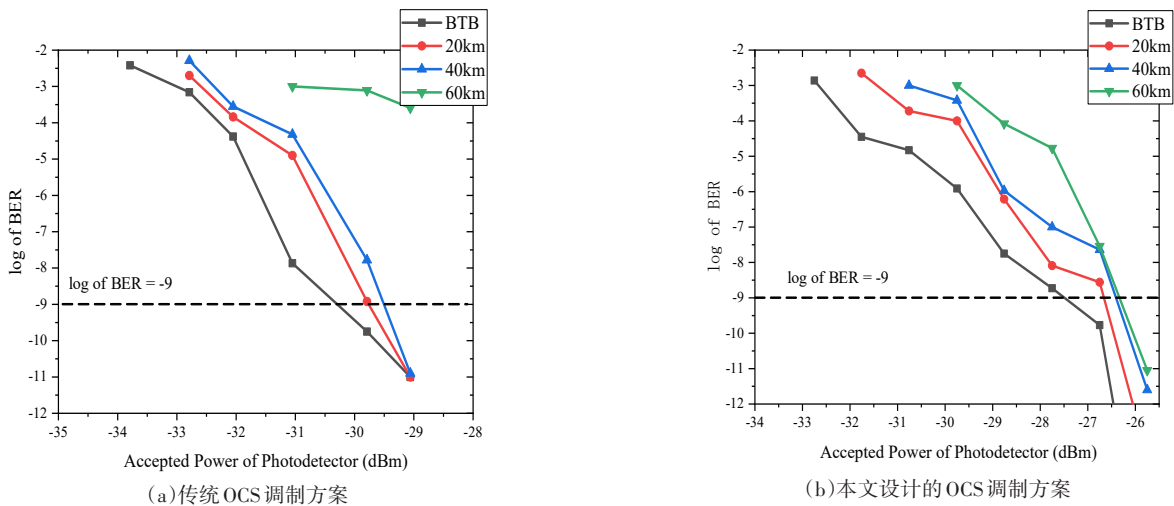 BTB
20km
40km
60km
-2
-3
-4
-5
-6
-7
-8
-9
-10
-11
-12
log of BER
log of BER = -9
-35 -34 -33 -32 -31 -30 -29 -28
Accepted Power of Photodetector (dBm)
(a)传统OCS调制方案
BTB
20km
40km
60km
-2
-3
-4
-5
-6
-7
-8
-9
-10
-11
-12
log of BER
log of BER = -9
-34 -33 -32 -31 -30 -29 -28 -27 -26
Accepted Power of Photodetector (dBm)
(b)本文设计的OCS调制方案